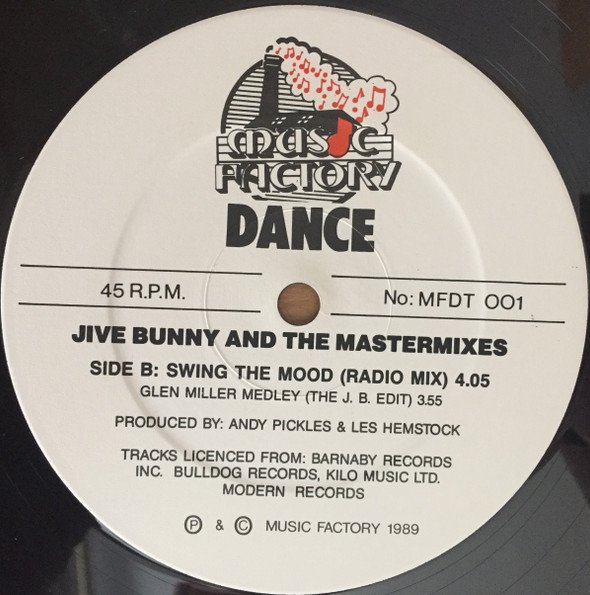 MUSIC
FACTORY
DANCE
45 R.P.M.
No: MFDT 001
JIVE BUNNY AND THE MASTERMIXES
SIDE B: SWING THE MOOD (RADIO MIX) 4.05
GLEN MILLER MEDLEY (THE J. B. EDIT) 3.55
PRODUCED BY: ANDY PICKLES & LES HEMSTOCK
TRACKS LICENCED FROM: BARNABY RECORDS
INC. BULLDOG RECORDS, KILO MUSIC LTD.
MODERN RECORDS
Ⓟ & Ⓒ MUSIC FACTORY 1989